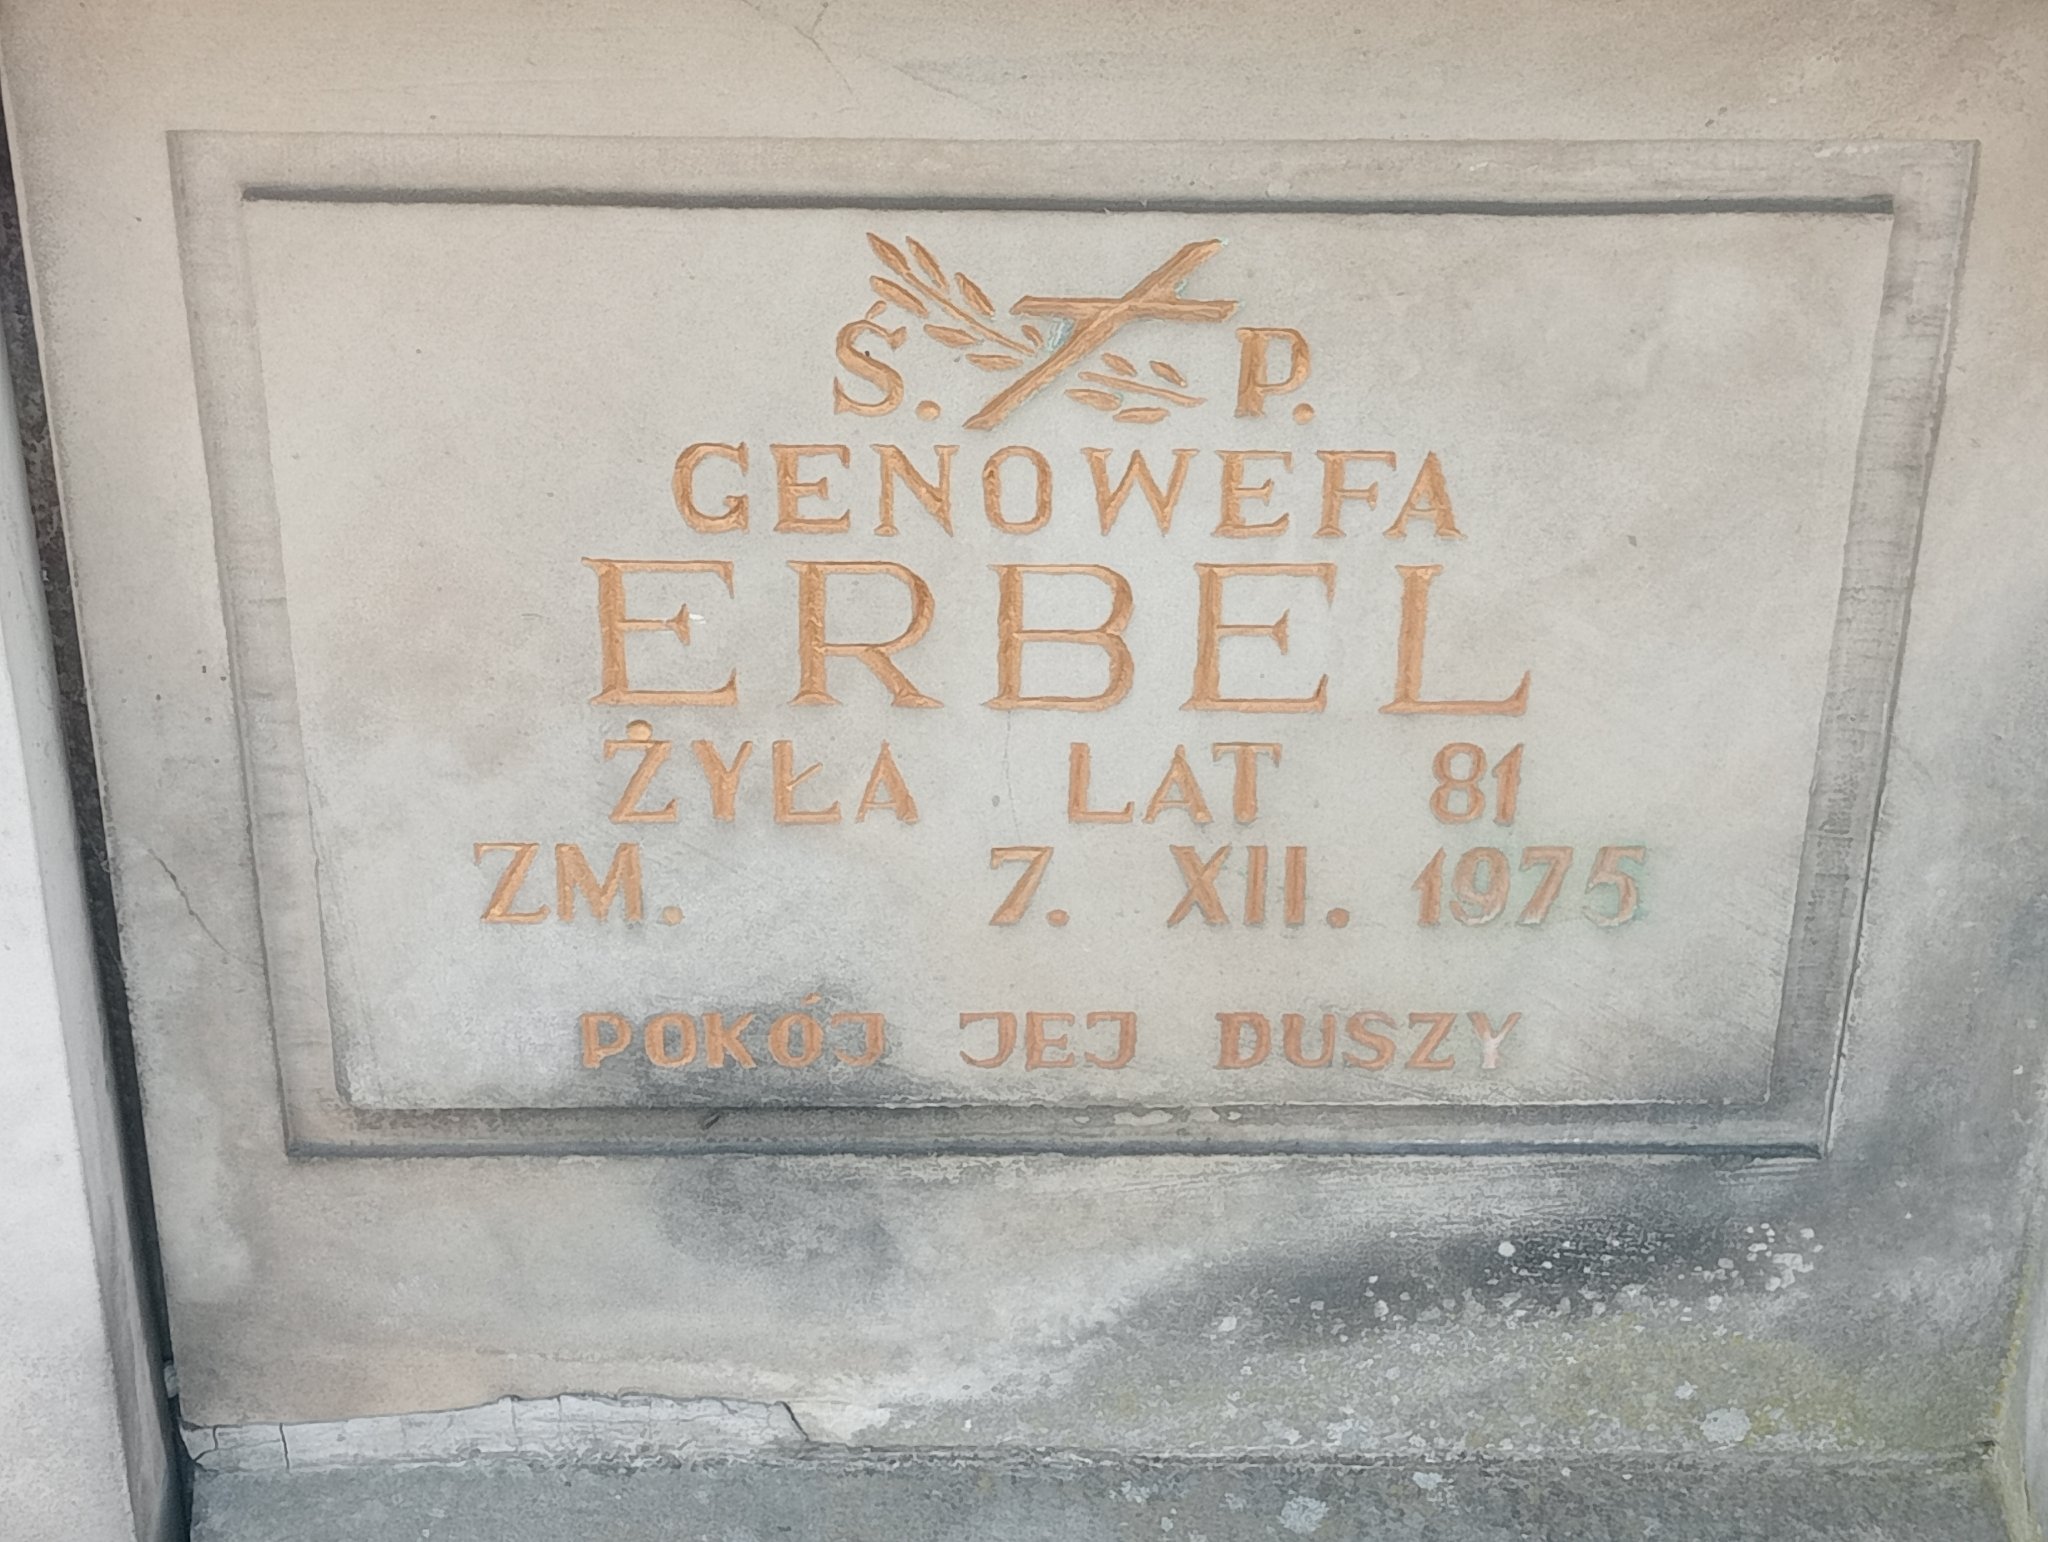 Ś. P.
GENOWEFA
ERBEL
ŻYŁA LAT 81
ZM. 7. XII. 1975
POKÓJ JEJ DUSZY